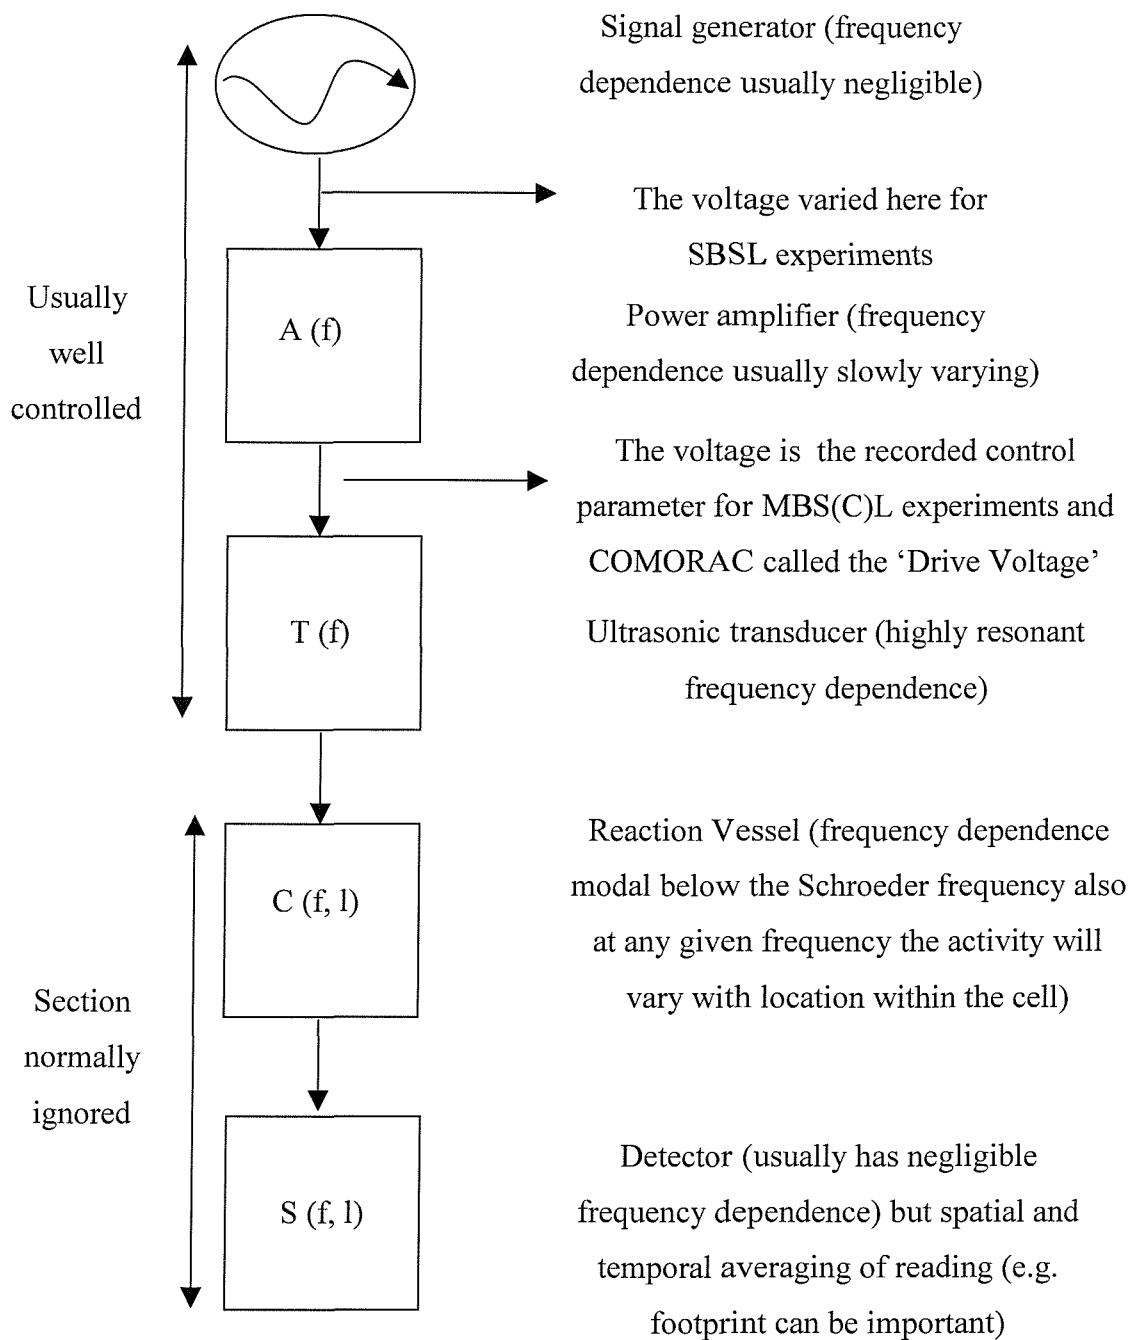 Signal generator (frequency
dependence usually negligible)
The voltage varied here for
SBSL experiments
Usually
well
controlled
A (f)
Power amplifier (frequency
dependence usually slowly varying)
The voltage is the recorded control
parameter for MBS(C)L experiments and
COMORAC called the ‘Drive Voltage’
T (f)
Ultrasonic transducer (highly resonant
frequency dependence)
C (f, l)
Reaction Vessel (frequency dependence
modal below the Schroeder frequency also
at any given frequency the activity will
vary with location within the cell)
Section
normally
ignored
S (f, l)
Detector (usually has negligible
frequency dependence) but spatial and
temporal averaging of reading (e.g.
footprint can be important)